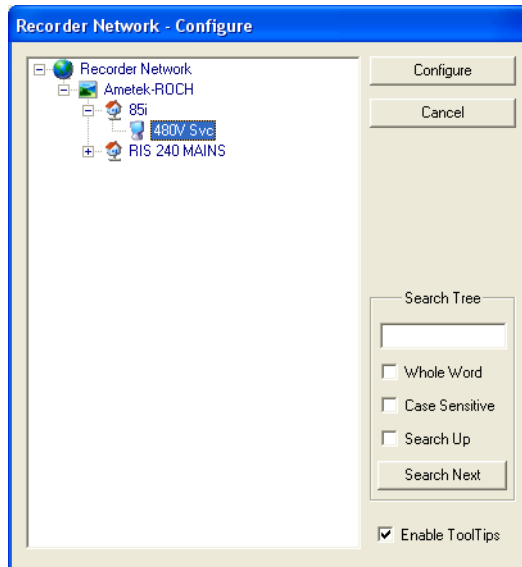 Recorder Network - Configure
Recorder Network
Ametek-ROCH
85i
480V Svc
RIS 240 MAINS
Configure
Cancel
Search Tree
Whole Word
Case Sensitive
Search Up
Search Next
Enable ToolTips